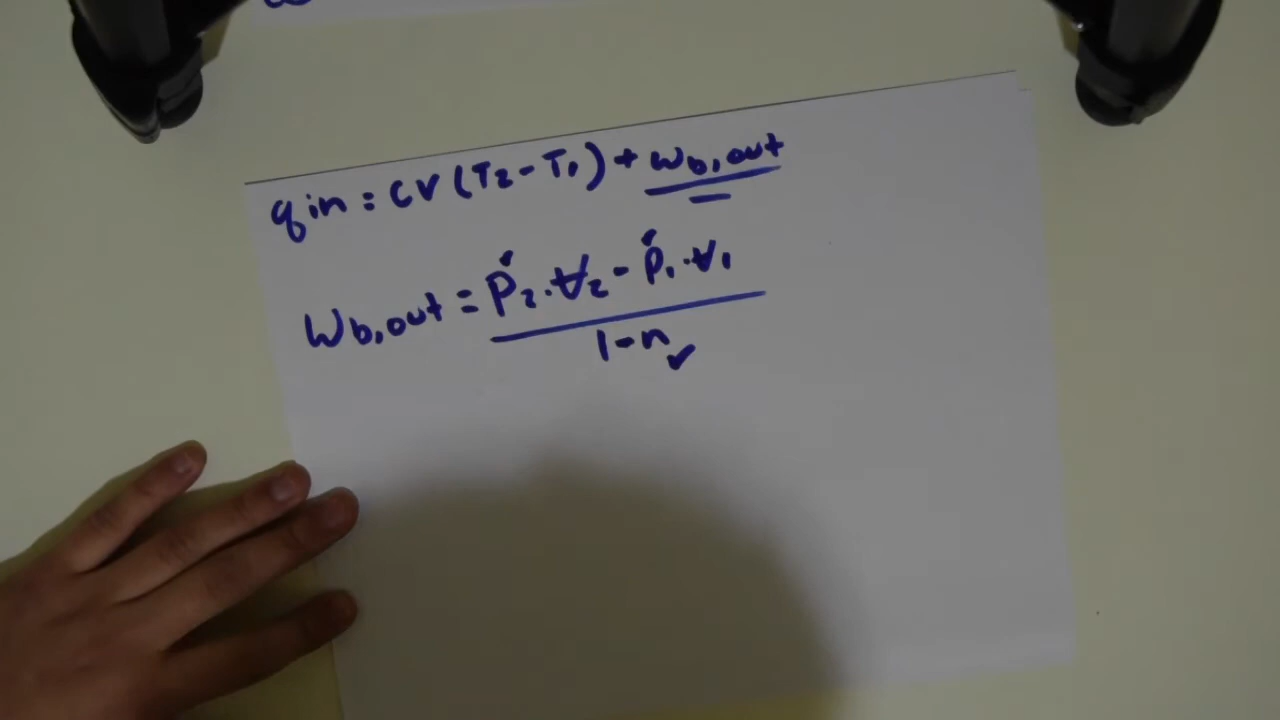 qin = CV (T2 - T1) + wb,out
Wb,out = P2 · V2 - P1 · V1
1 - n